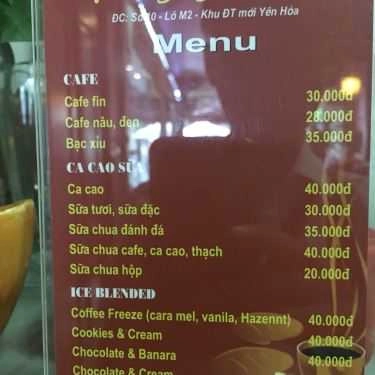 ĐC: Số 10 - Lô M2 - Khu ĐT mới Yên Hòa
Menu
CAFE
Cafe fin 30,000đ
Cafe nâu, đen 28.000đ
Bạc xỉu 35.000đ
CA CAO SỮA
Ca cao 40.000đ
Sữa tươi, sữa đặc 30.000đ
Sữa chua đánh đá 35.000đ
Sữa chua cafe, ca cao, thạch 40.000đ
Sữa chua hộp 20.000đ
ICE BLENDED
Coffee Freeze (cara mel, vanila, Hazennt) 40.000đ
Cookies & Cream 40.000đ
Chocolate & Banara 40.000đ
Chocolate & Cream